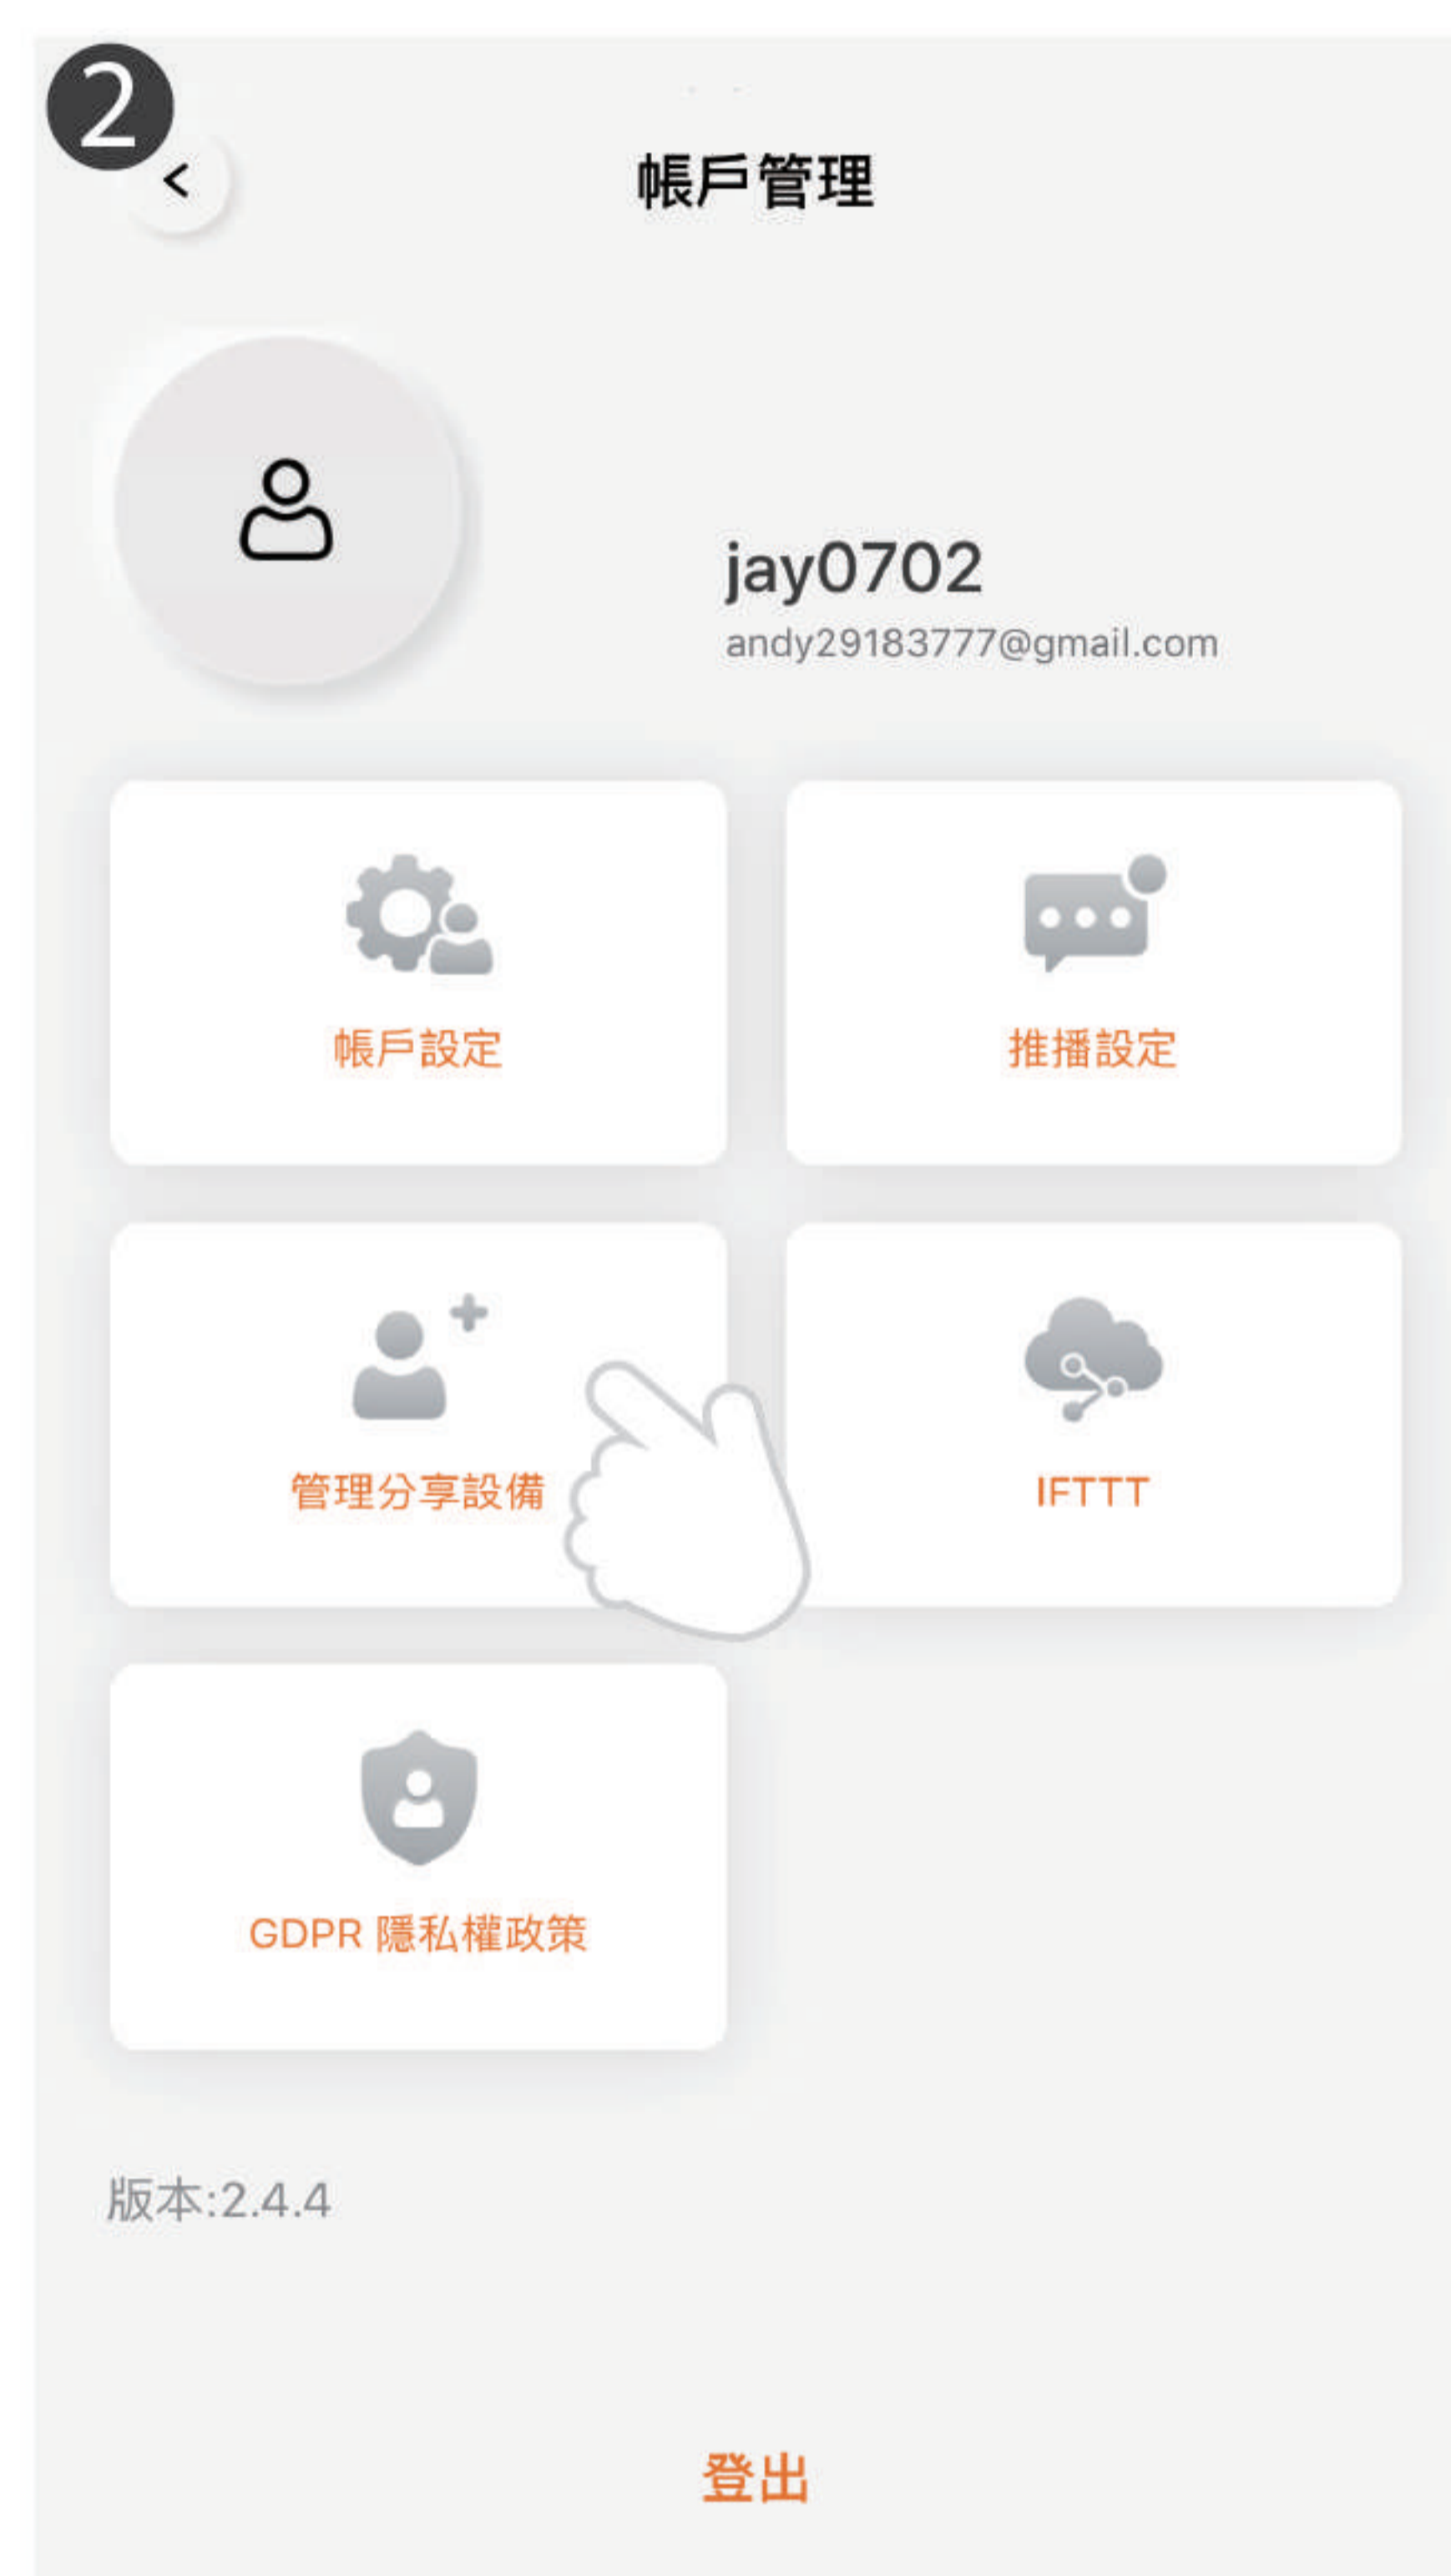 2
帳戶管理
jay0702
andy29183777@gmail.com
帳戶設定
推播設定
管理分享設備
IFTTT
GDPR 隱私權政策
版本:2.4.4
登出